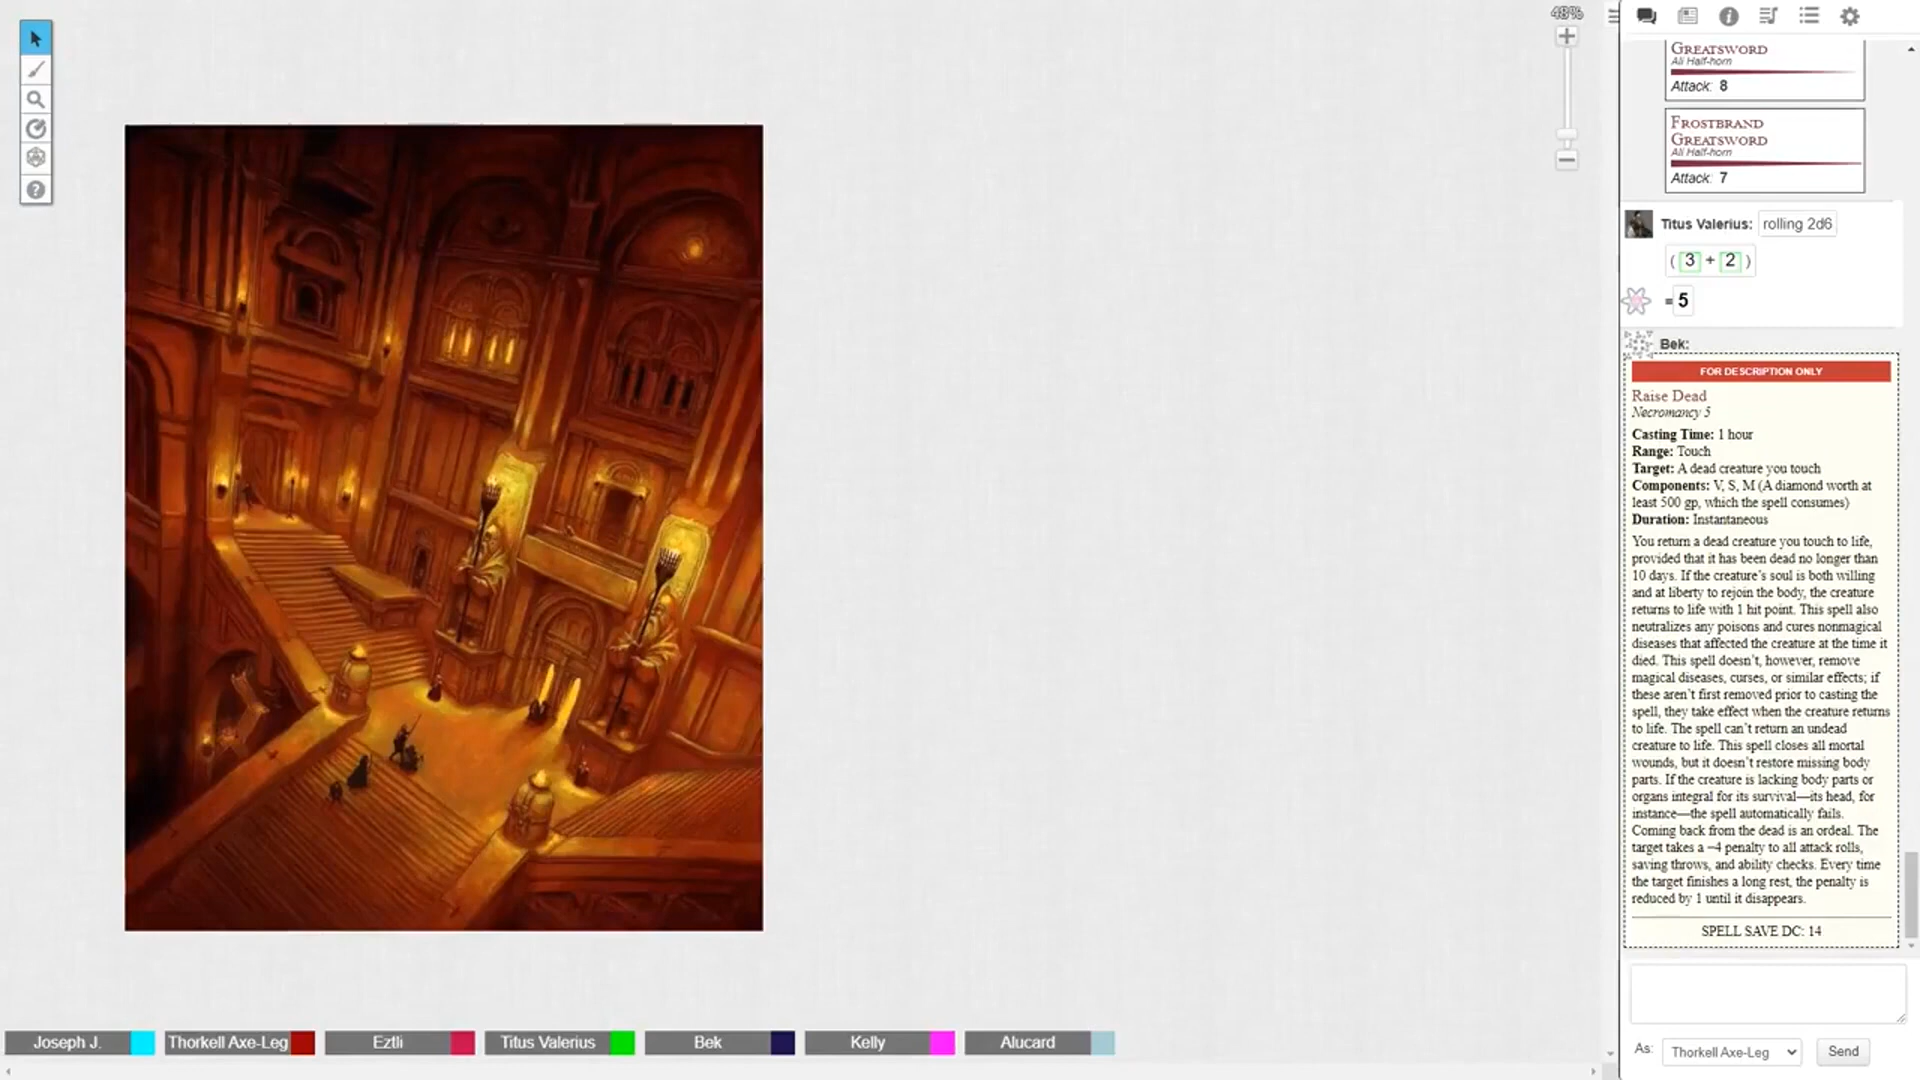 48%
GREATSWORD
Ali Half-horn
Attack: 8
FROSTBRAND
GREATSWORD
Ali Half-horn
Attack: 7
Titus Valerius: rolling 2d6
(3 + 2)
= 5
Bek:
FOR DESCRIPTION ONLY
Raise Dead
Necromancy 5
Casting Time: 1 hour
Range: Touch
Target: A dead creature you touch
Components: V, S, M (A diamond worth at
least 500 gp, which the spell consumes)
Duration: Instantaneous
You return a dead creature you touch to life,
provided that it has been dead no longer than
10 days. If the creature's soul is both willing
and at liberty to rejoin the body, the creature
returns to life with 1 hit point. This spell also
neutralizes any poisons and cures nonmagical
diseases that affected the creature at the time it
died. This spell doesn't, however, remove
magical diseases, curses, or similar effects; if
these aren't first removed prior to casting the
spell, they take effect when the creature returns
to life. The spell can't return an undead
creature to life. This spell closes all mortal
wounds, but it doesn't restore missing body
parts. If the creature is lacking body parts or
organs integral for its survival—its head, for
instance—the spell automatically fails.
Coming back from the dead is an ordeal. The
target takes a −4 penalty to all attack rolls,
saving throws, and ability checks. Every time
the target finishes a long rest, the penalty is
reduced by 1 until it disappears.
SPELL SAVE DC: 14
As: Thorkell Axe-Leg Send
Joseph J. Thorkell Axe-Leg Eztli Titus Valerius Bek Kelly Alucard